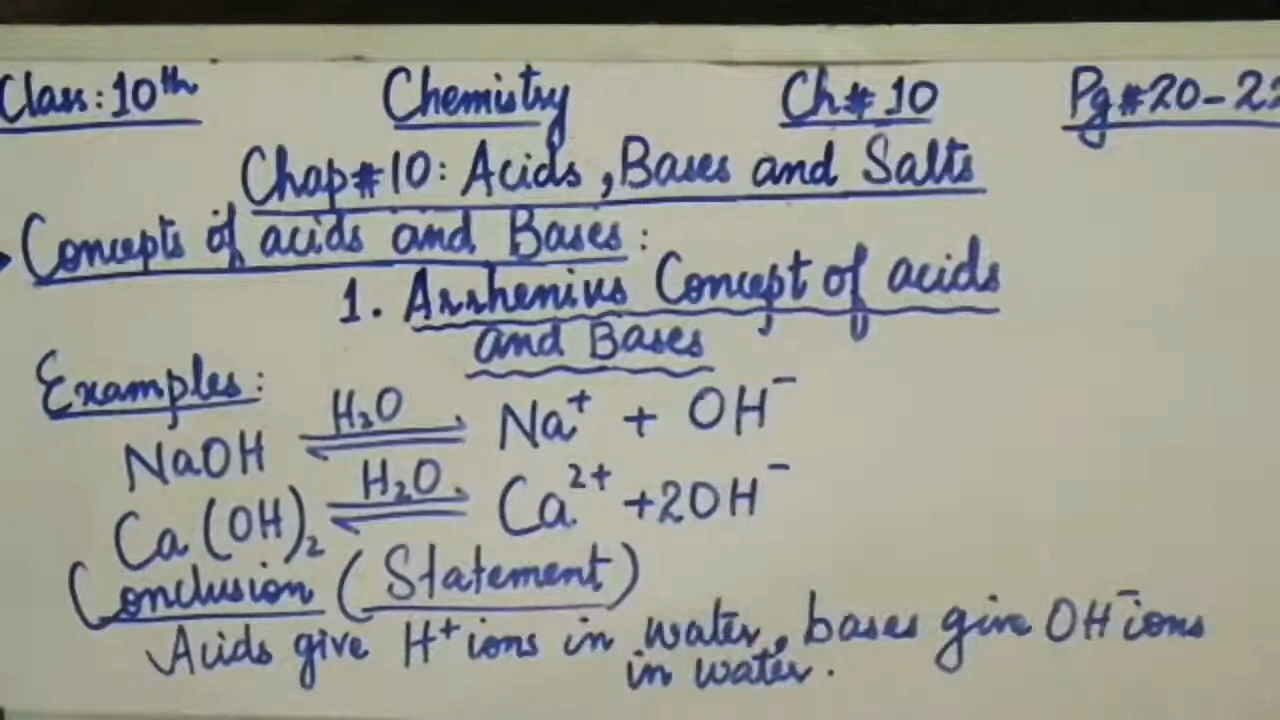 Class: 10th Chemistry Ch# 10 Pg#20-22
Chap#10: Acids, Bases and Salts
Concepts of acids and Bases:
1. Arrhenius Concept of acids
and Bases
Examples:
NaOH ⇌ H₂O Na⁺ + OH⁻
Ca(OH)₂ ⇌ H₂O Ca²⁺ + 2OH⁻
Conclusion (Statement)
Acids give H⁺ ions in water, bases give OH⁻ ions
in water.